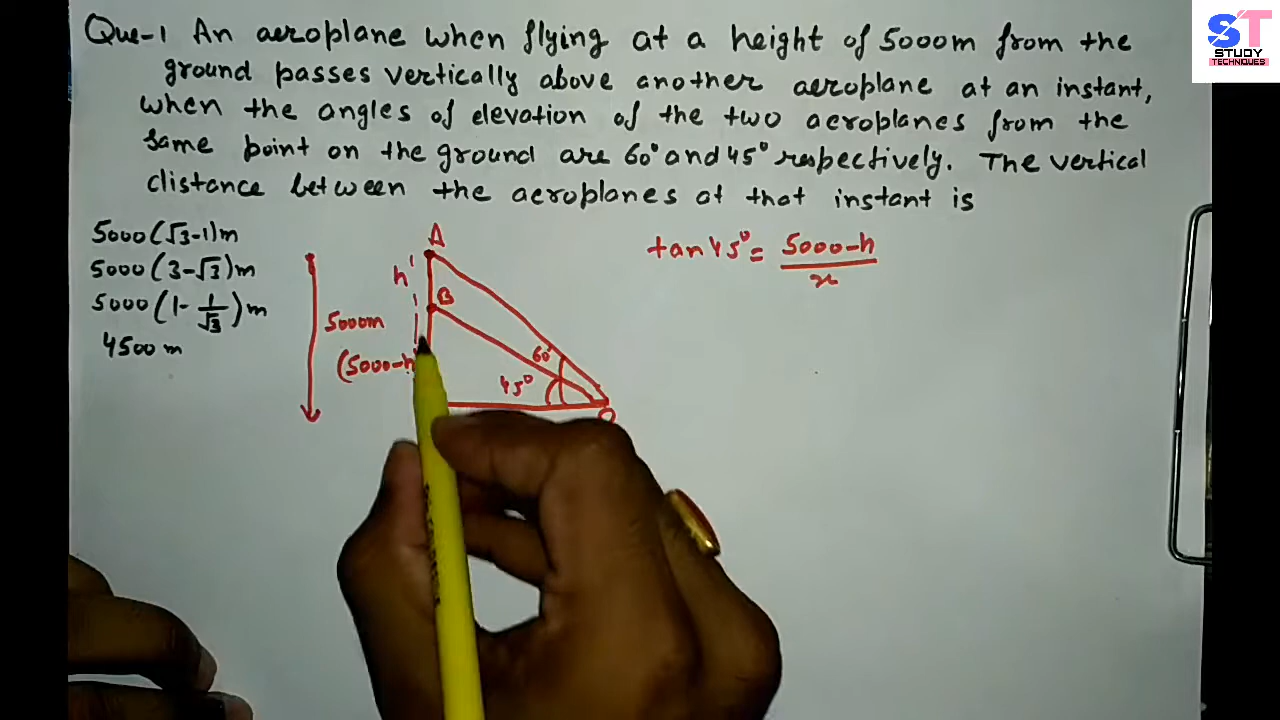 Que-1 An aeroplane when flying at a height of 5000m from the
ground passes vertically above another aeroplane at an instant,
when the angles of elevation of the two aeroplanes from the
same point on the ground are 60° and 45° respectively. The vertical
distance between the aeroplanes at that instant is
5000(√3-1)m
5000(3-√3)m
5000(1-1/√3)m
4500m
A
h
B
5000m
(5000-h
60°
45°
O
tan45° = 5000-h/x
ST
STUDY
TECHNIQUES